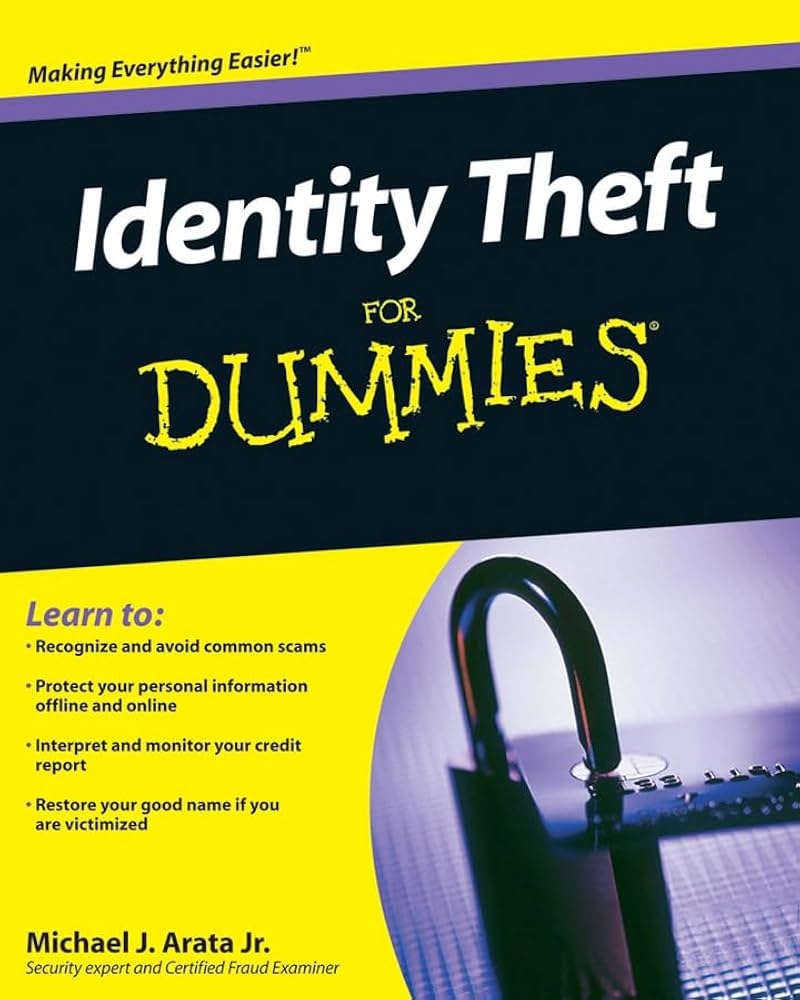 Making Everything Easier!™
Identity Theft
FOR
DUMMIES®
Learn to:
• Recognize and avoid common scams
• Protect your personal information
offline and online
• Interpret and monitor your credit
report
• Restore your good name if you
are victimized
Michael J. Arata Jr.
Security expert and Certified Fraud Examiner